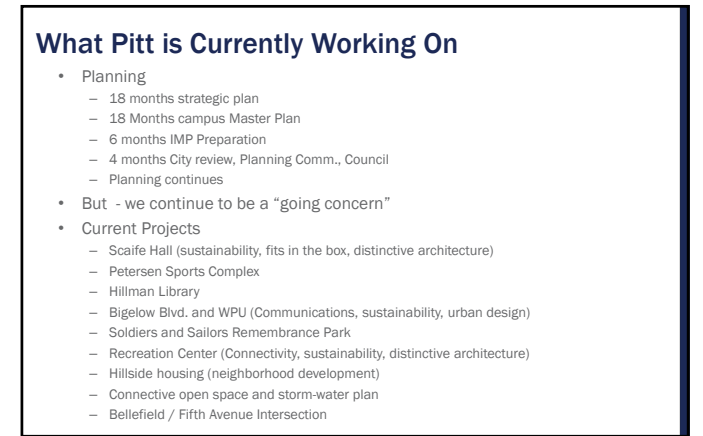 What Pitt is Currently Working On
• Planning
– 18 months strategic plan
– 18 Months campus Master Plan
– 6 months IMP Preparation
– 4 months City review, Planning Comm., Council
– Planning continues
• But - we continue to be a “going concern”
• Current Projects
– Scaife Hall (sustainability, fits in the box, distinctive architecture)
– Petersen Sports Complex
– Hillman Library
– Bigelow Blvd. and WPU (Communications, sustainability, urban design)
– Soldiers and Sailors Remembrance Park
– Recreation Center (Connectivity, sustainability, distinctive architecture)
– Hillside housing (neighborhood development)
– Connective open space and storm-water plan
– Bellefield / Fifth Avenue Intersection